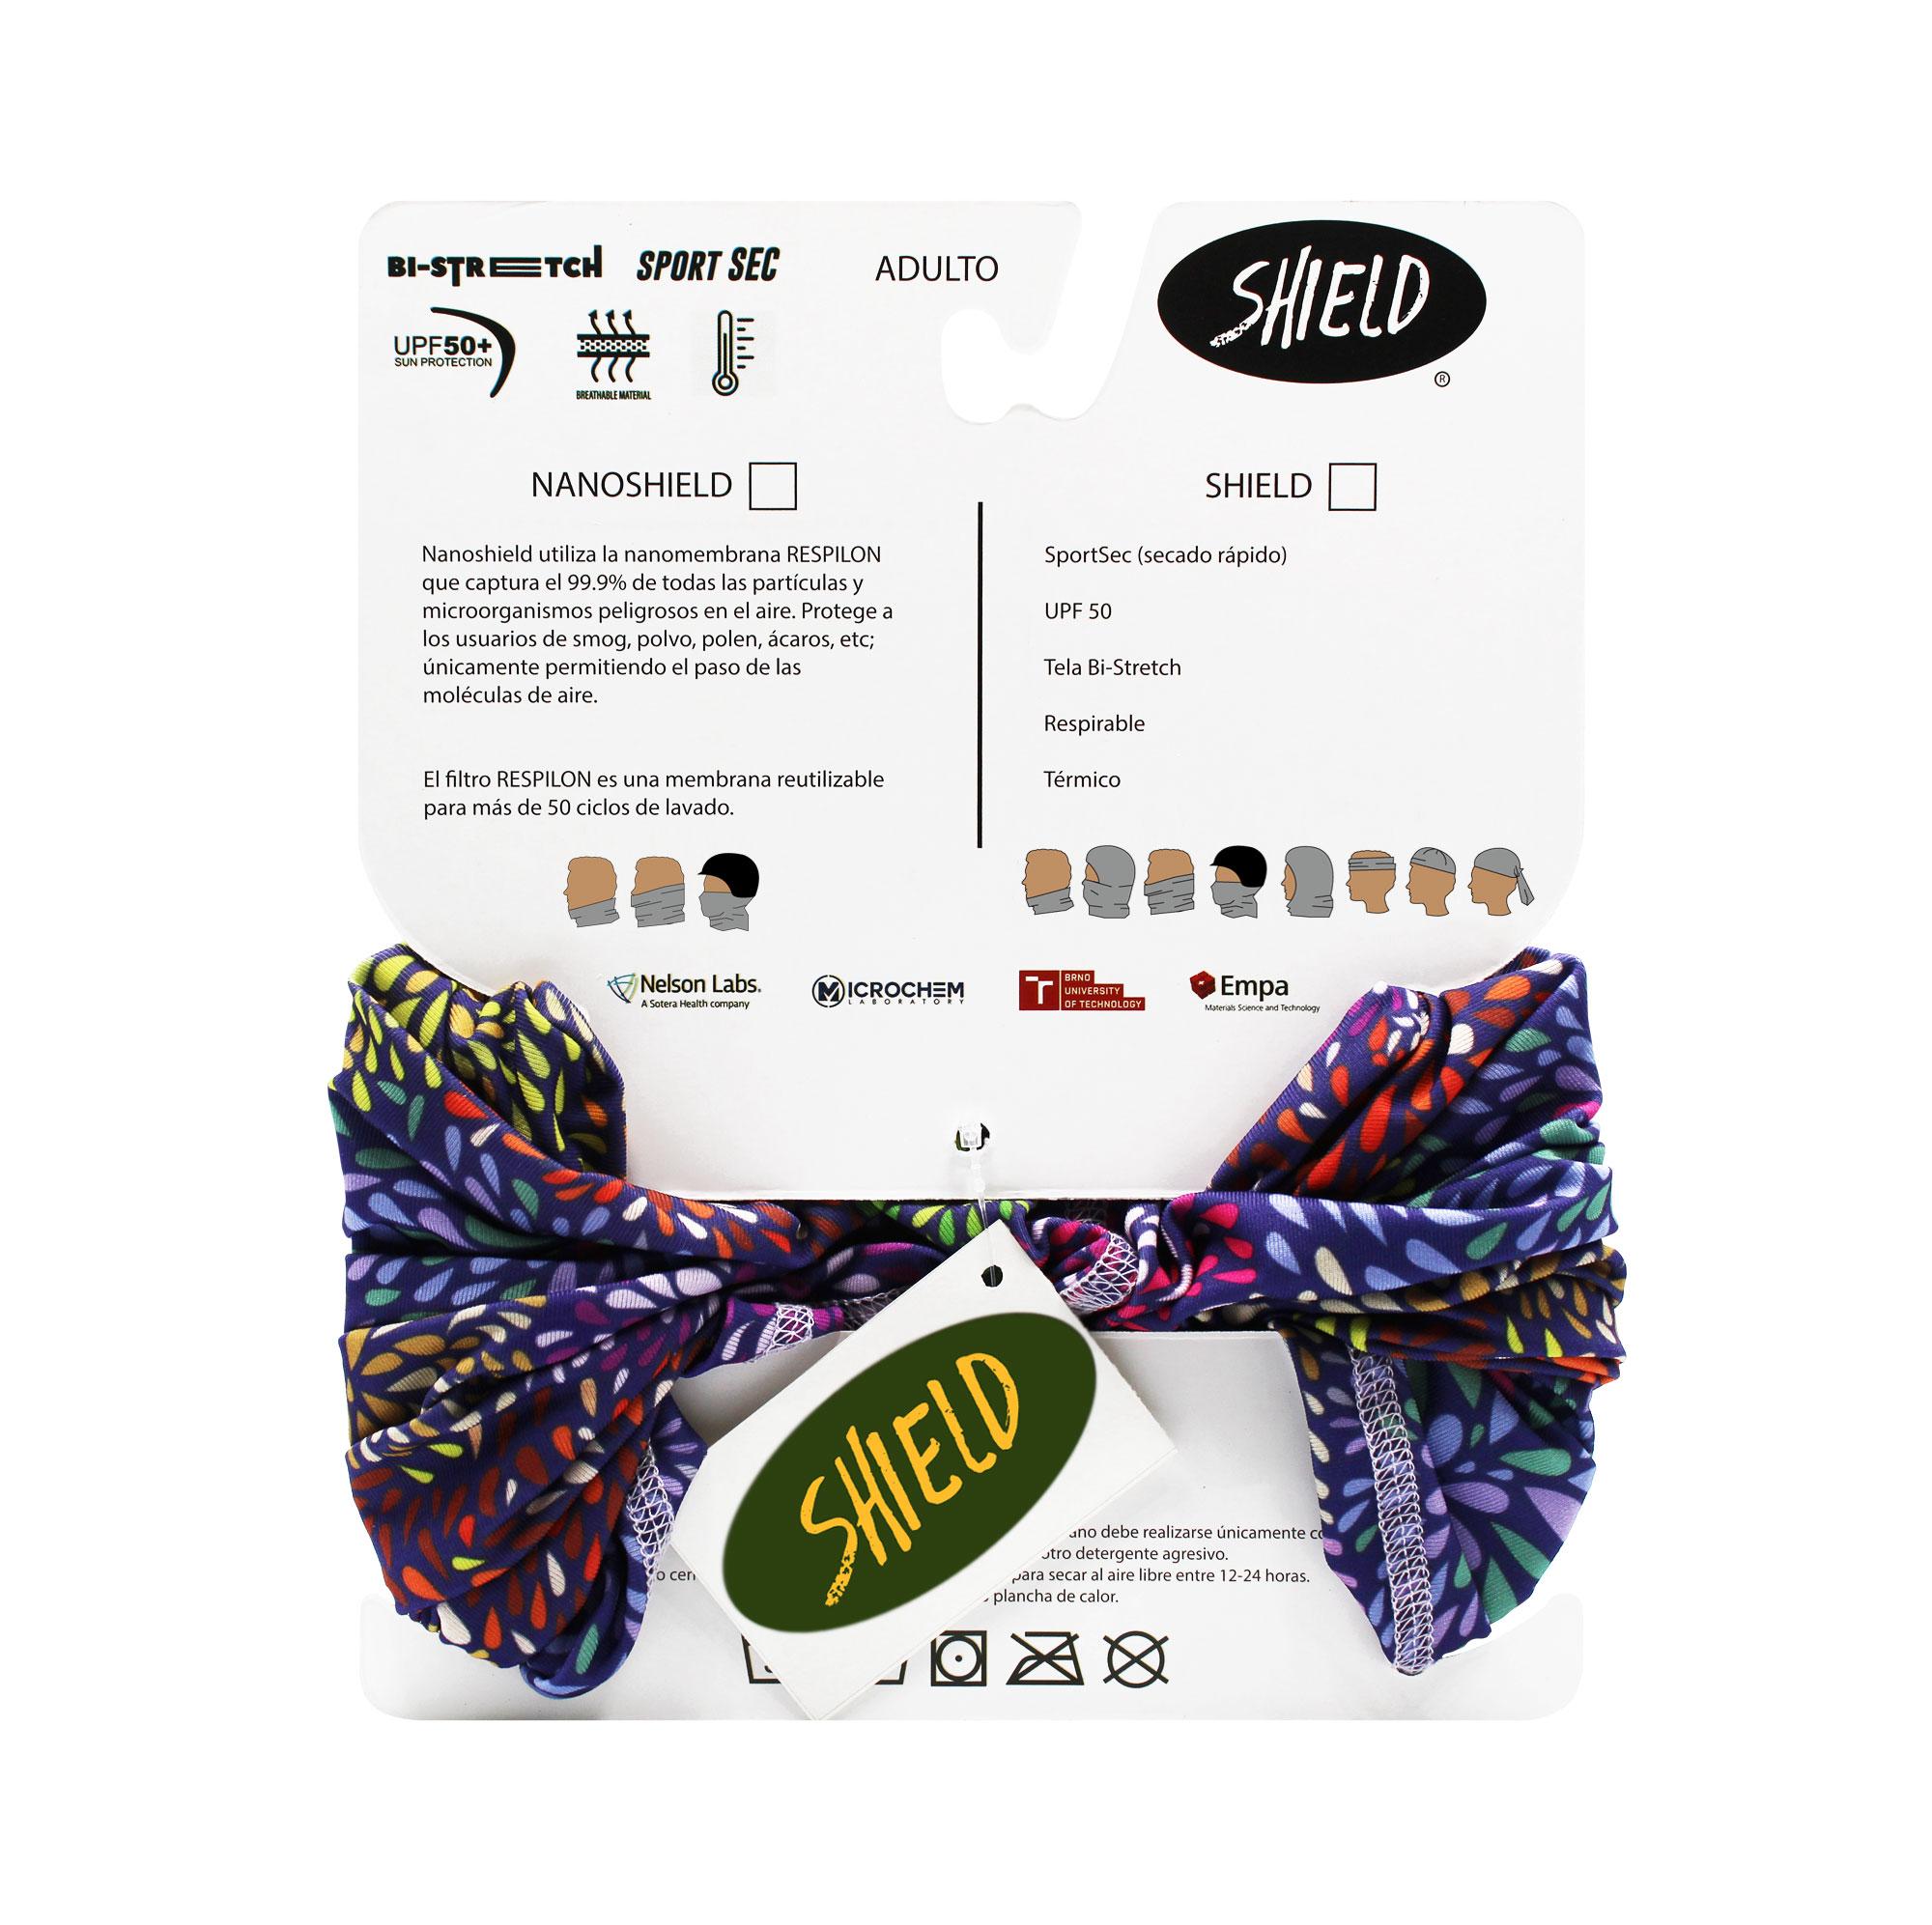 BI-STRETCH SPORT SEC ADULTO SHIELD
®
UPF50+
SUN PROTECTION
BREATHABLE MATERIAL
NANOSHIELD
Nanoshield utiliza la nanomembrana RESPILON
que captura el 99.9% de todas las partículas y
microorganismos peligrosos en el aire. Protege a
los usuarios de smog, polvo, polen, ácaros, etc;
únicamente permitiendo el paso de las
moléculas de aire.
El filtro RESPILON es una membrana reutilizable
para más de 50 ciclos de lavado.
SHIELD
SportSec (secado rápido)
UPF 50
Tela Bi-Stretch
Respirable
Térmico
Nelson Labs.
A Sotera Health company
MICROCHEM
LABORATORY
T
BRNO
UNIVERSITY
OF TECHNOLOGY
Empa
Materials Science and Technology
SHIELD
debe realizarse únicamente
otro detergente agresivo.
para secar al aire libre entre 12-24 horas.
plancha de calor.